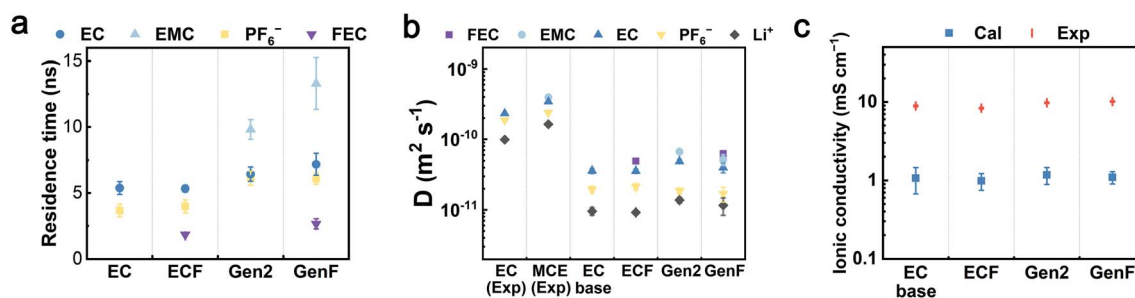 a
EC EMC PF₆⁻ FEC
Residence time (ns)
15
10
5
0
EC ECF Gen2 GenF
b
FEC EMC EC PF₆⁻ Li⁺
D (m² s⁻¹)
10⁻⁹
10⁻¹⁰
10⁻¹¹
EC (Exp) MCE (Exp) EC base ECF Gen2 GenF
c
Cal Exp
Ionic conductivity (mS cm⁻¹)
100
10
1
0.1
EC base ECF Gen2 GenF